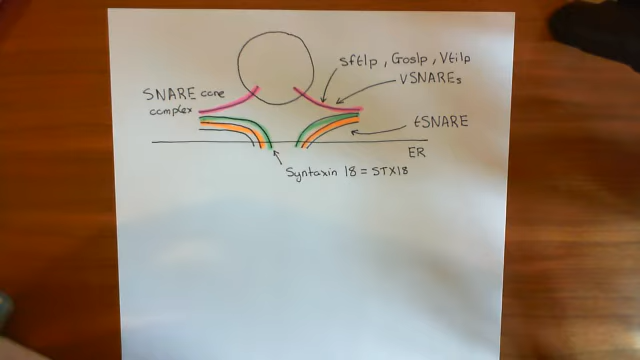 Sft1p, Gos1p, Vti1p
vSNAREs
SNARE core
complex
tSNARE
ER
Syntaxin 18 = STX18